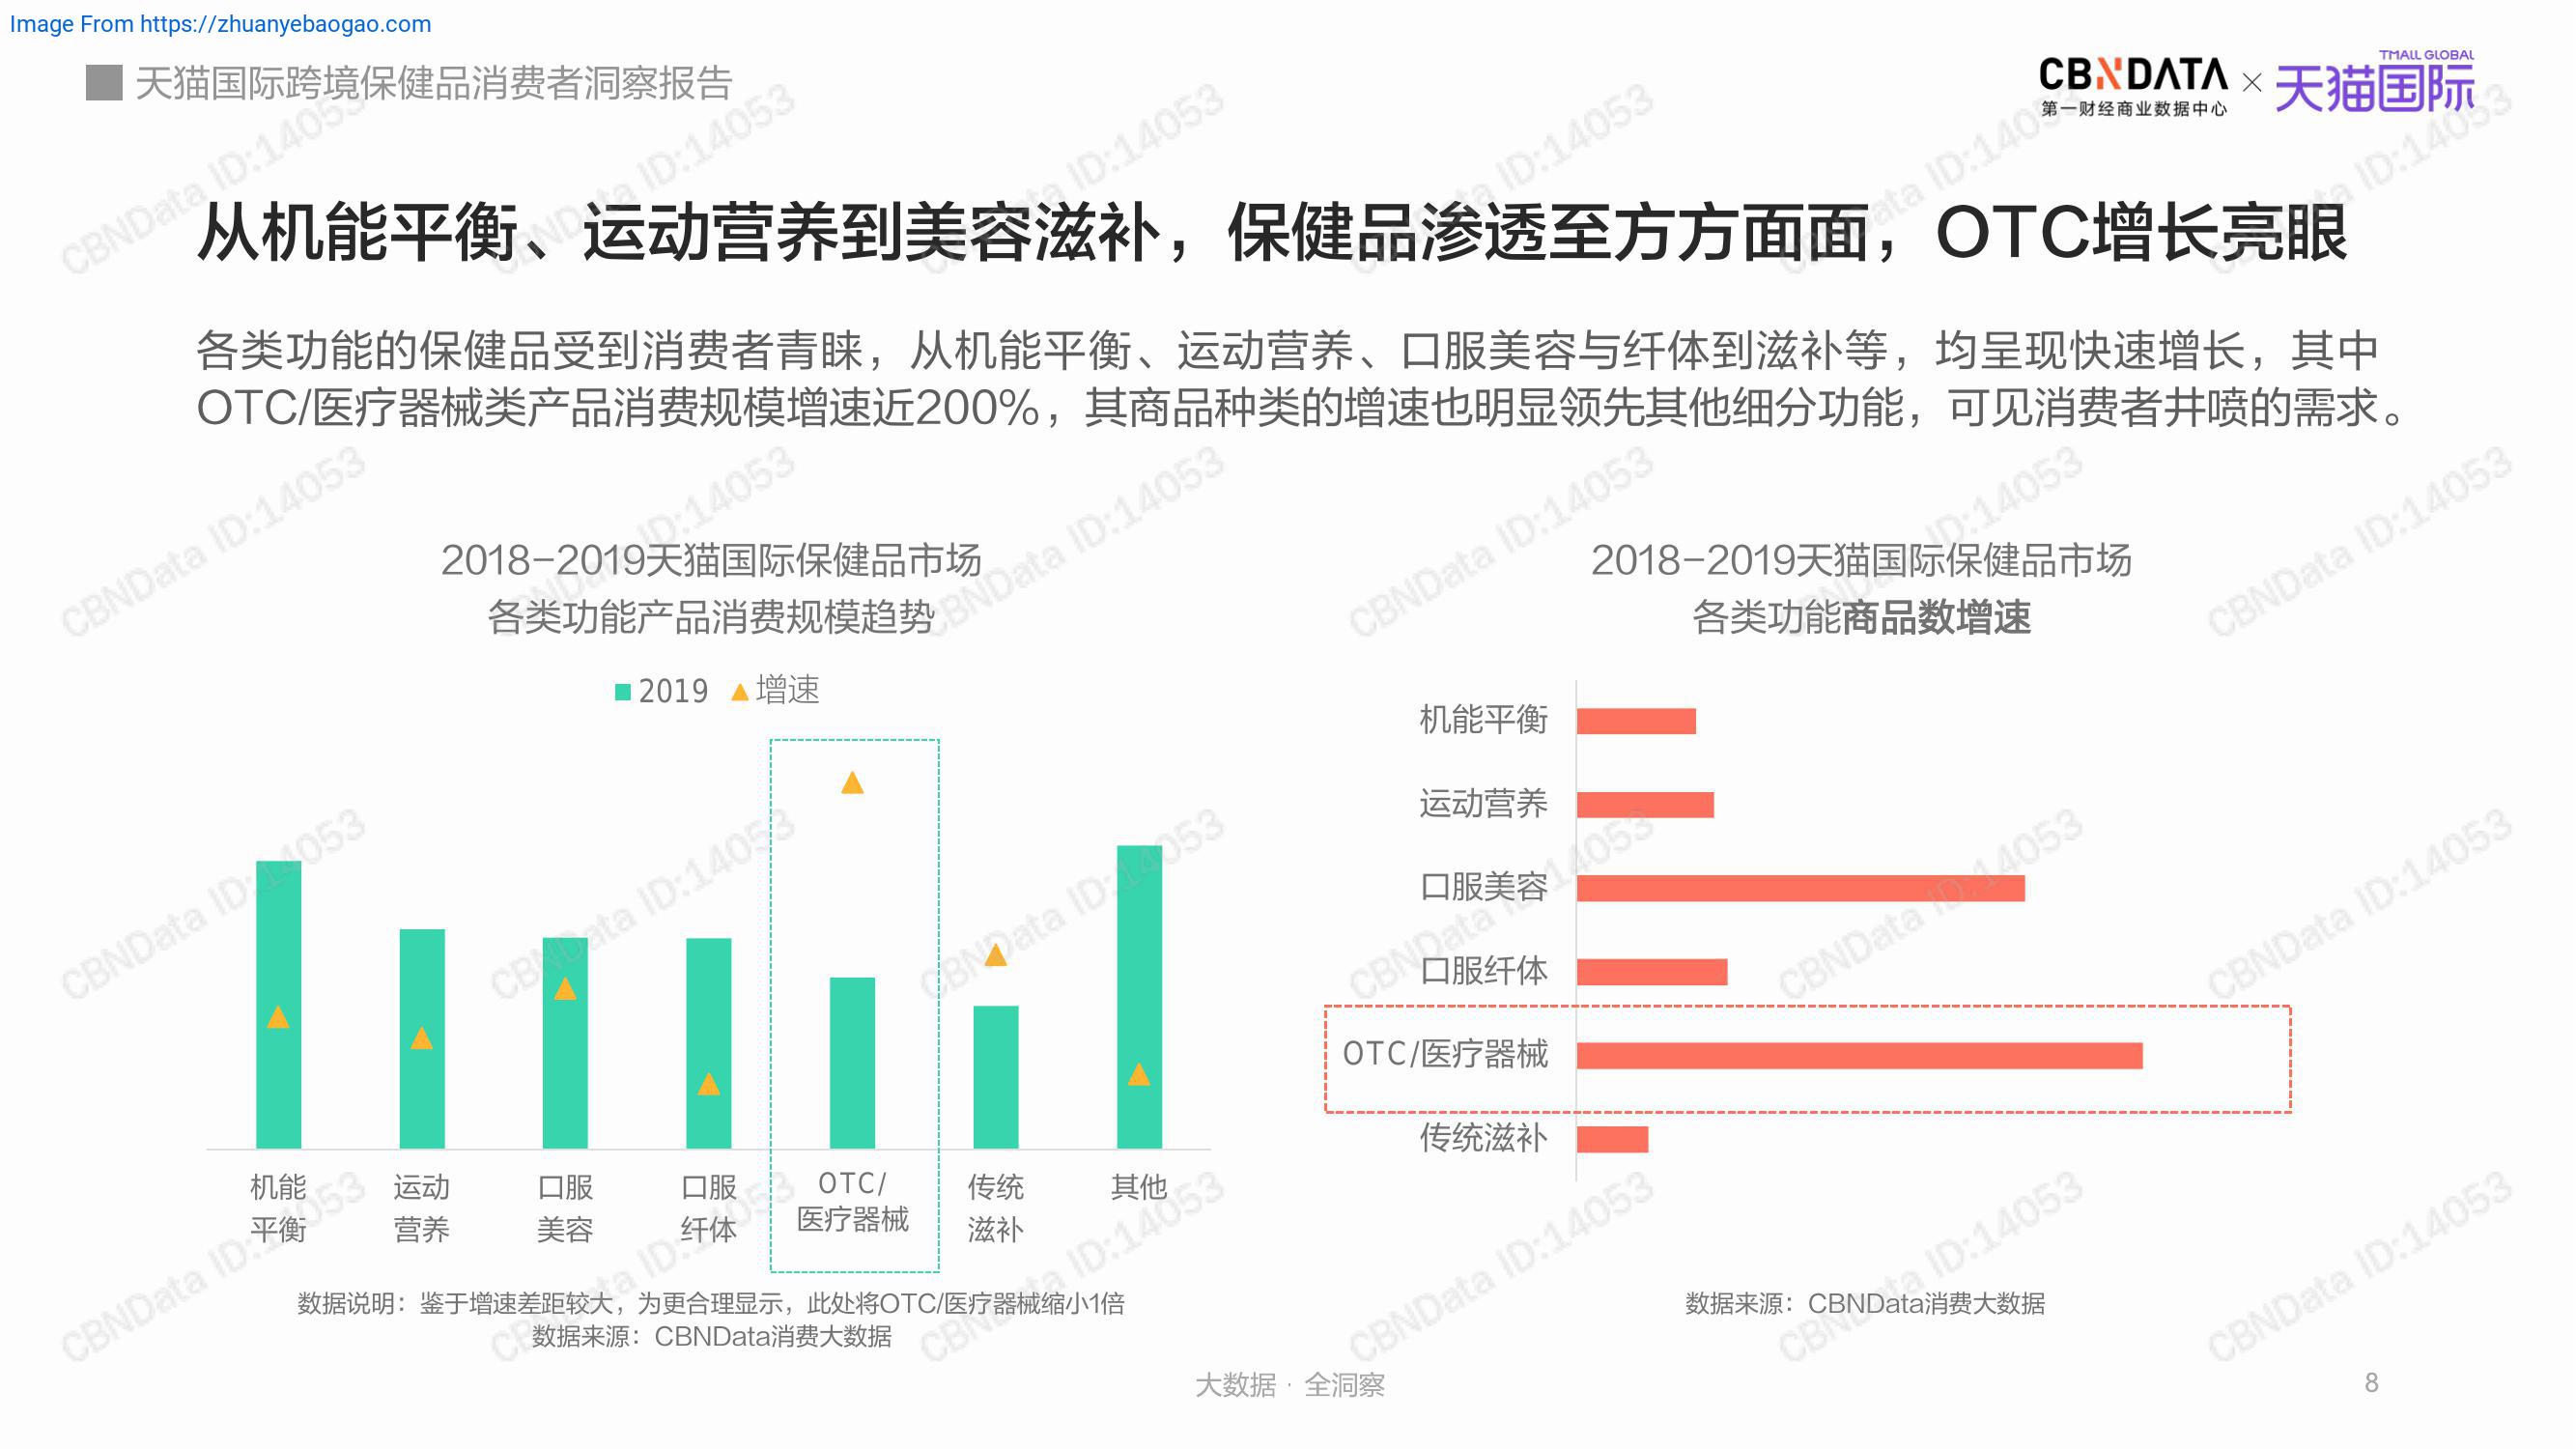 Image From https://zhuanyebaogao.com
天猫国际跨境保健品消费者洞察报告
CBNDATA × TMALL GLOBAL
第一财经商业数据中心 天猫国际
从机能平衡、运动营养到美容滋补，保健品渗透至方方面面，OTC增长亮眼
各类功能的保健品受到消费者青睐，从机能平衡、运动营养、口服美容与纤体到滋补等，均呈现快速增长，其中
OTC/医疗器械类产品消费规模增速近200%，其商品种类的增速也明显领先其他细分功能，可见消费者井喷的需求。
2018-2019天猫国际保健品市场
各类功能产品消费规模趋势
2019 增速
机能平衡
运动营养
口服美容
口服纤体
OTC/医疗器械
传统滋补
其他
数据说明：鉴于增速差距较大，为更合理显示，此处将OTC/医疗器械缩小1倍
数据来源：CBNData消费大数据
2018-2019天猫国际保健品市场
各类功能商品数增速
机能平衡
运动营养
口服美容
口服纤体
OTC/医疗器械
传统滋补
数据来源：CBNData消费大数据
大数据 · 全洞察
8
CBNData ID:14053